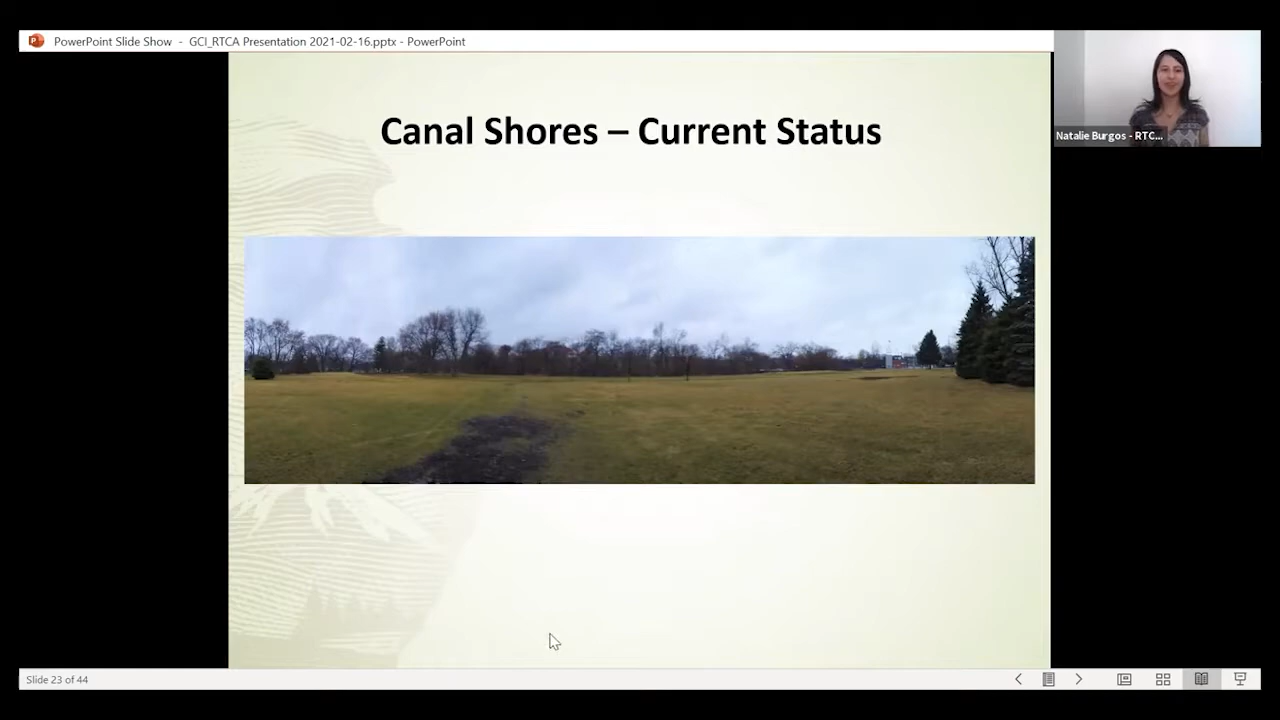 PowerPoint Slide Show - GCI_RTCA Presentation 2021-02-16.pptx - PowerPoint
Canal Shores – Current Status
Natalie Burgos - RTC...
Slide 23 of 44